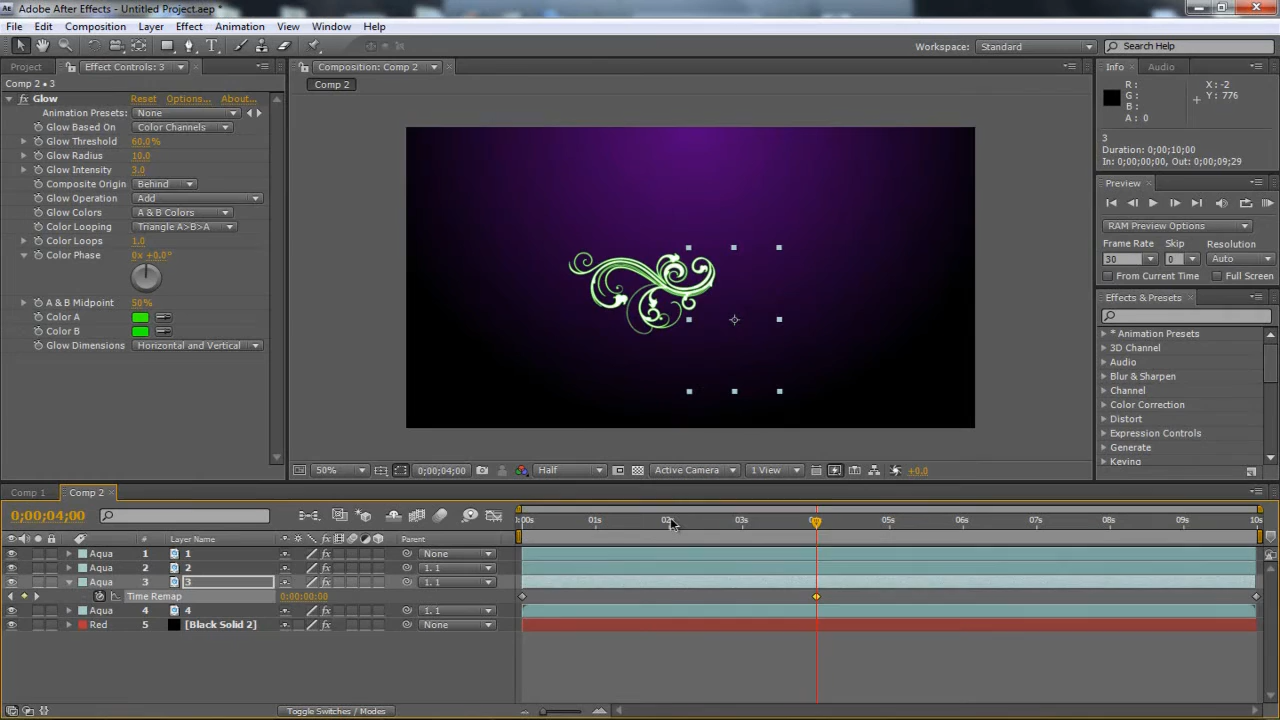 Adobe After Effects - Untitled Project.aep *
File Edit Composition Layer Effect Animation View Window Help
Workspace: Standard Search Help
Project Effect Controls: 3 Composition: Comp 2 Info Audio
Comp 2 • 3
Comp 2
fx Glow Reset Options... About...
Animation Presets: None
Glow Based On Color Channels
Glow Threshold 60.0%
Glow Radius 10.0
Glow Intensity 3.0
Composite Origin Behind
Glow Operation Add
Glow Colors A & B Colors
Color Looping Triangle A>B>A
Color Loops 1.0
Color Phase 0x +0.0°
A & B Midpoint 50%
Color A
Color B
Glow Dimensions Horizontal and Vertical
R:
G:
B:
A: 0
X: -2
Y: 776
3
Duration: 0;00;10;00
In: 0;00;00;00, Out: 0;00;09;29
Preview
RAM Preview Options
Frame Rate Skip Resolution
30 0 Auto
From Current Time Full Screen
Effects & Presets
* Animation Presets
3D Channel
Audio
Blur & Sharpen
Channel
Color Correction
Distort
Expression Controls
Generate
Keying
50% 0;00;04;00 Half Active Camera 1 View +0.0
Comp 1 Comp 2
0;00;04;00
:00s 01s 02s 03s 05s 06s 07s 08s 09s 10s
# Layer Name Parent
Aqua 1 1 fx None
Aqua 2 2 fx 1. 1
Aqua 3 3 fx 1. 1
Time Remap 0:00:00:00
Aqua 4 4 fx 1. 1
Red 5 [Black Solid 2] fx None
Toggle Switches / Modes